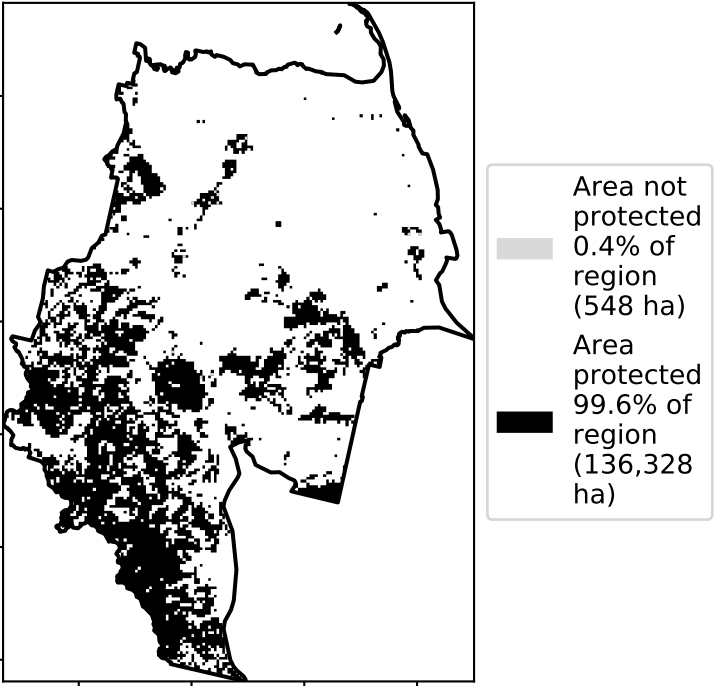 Area not
protected
0.4% of
region
(548 ha)
Area
protected
99.6% of
region
(136,328
ha)